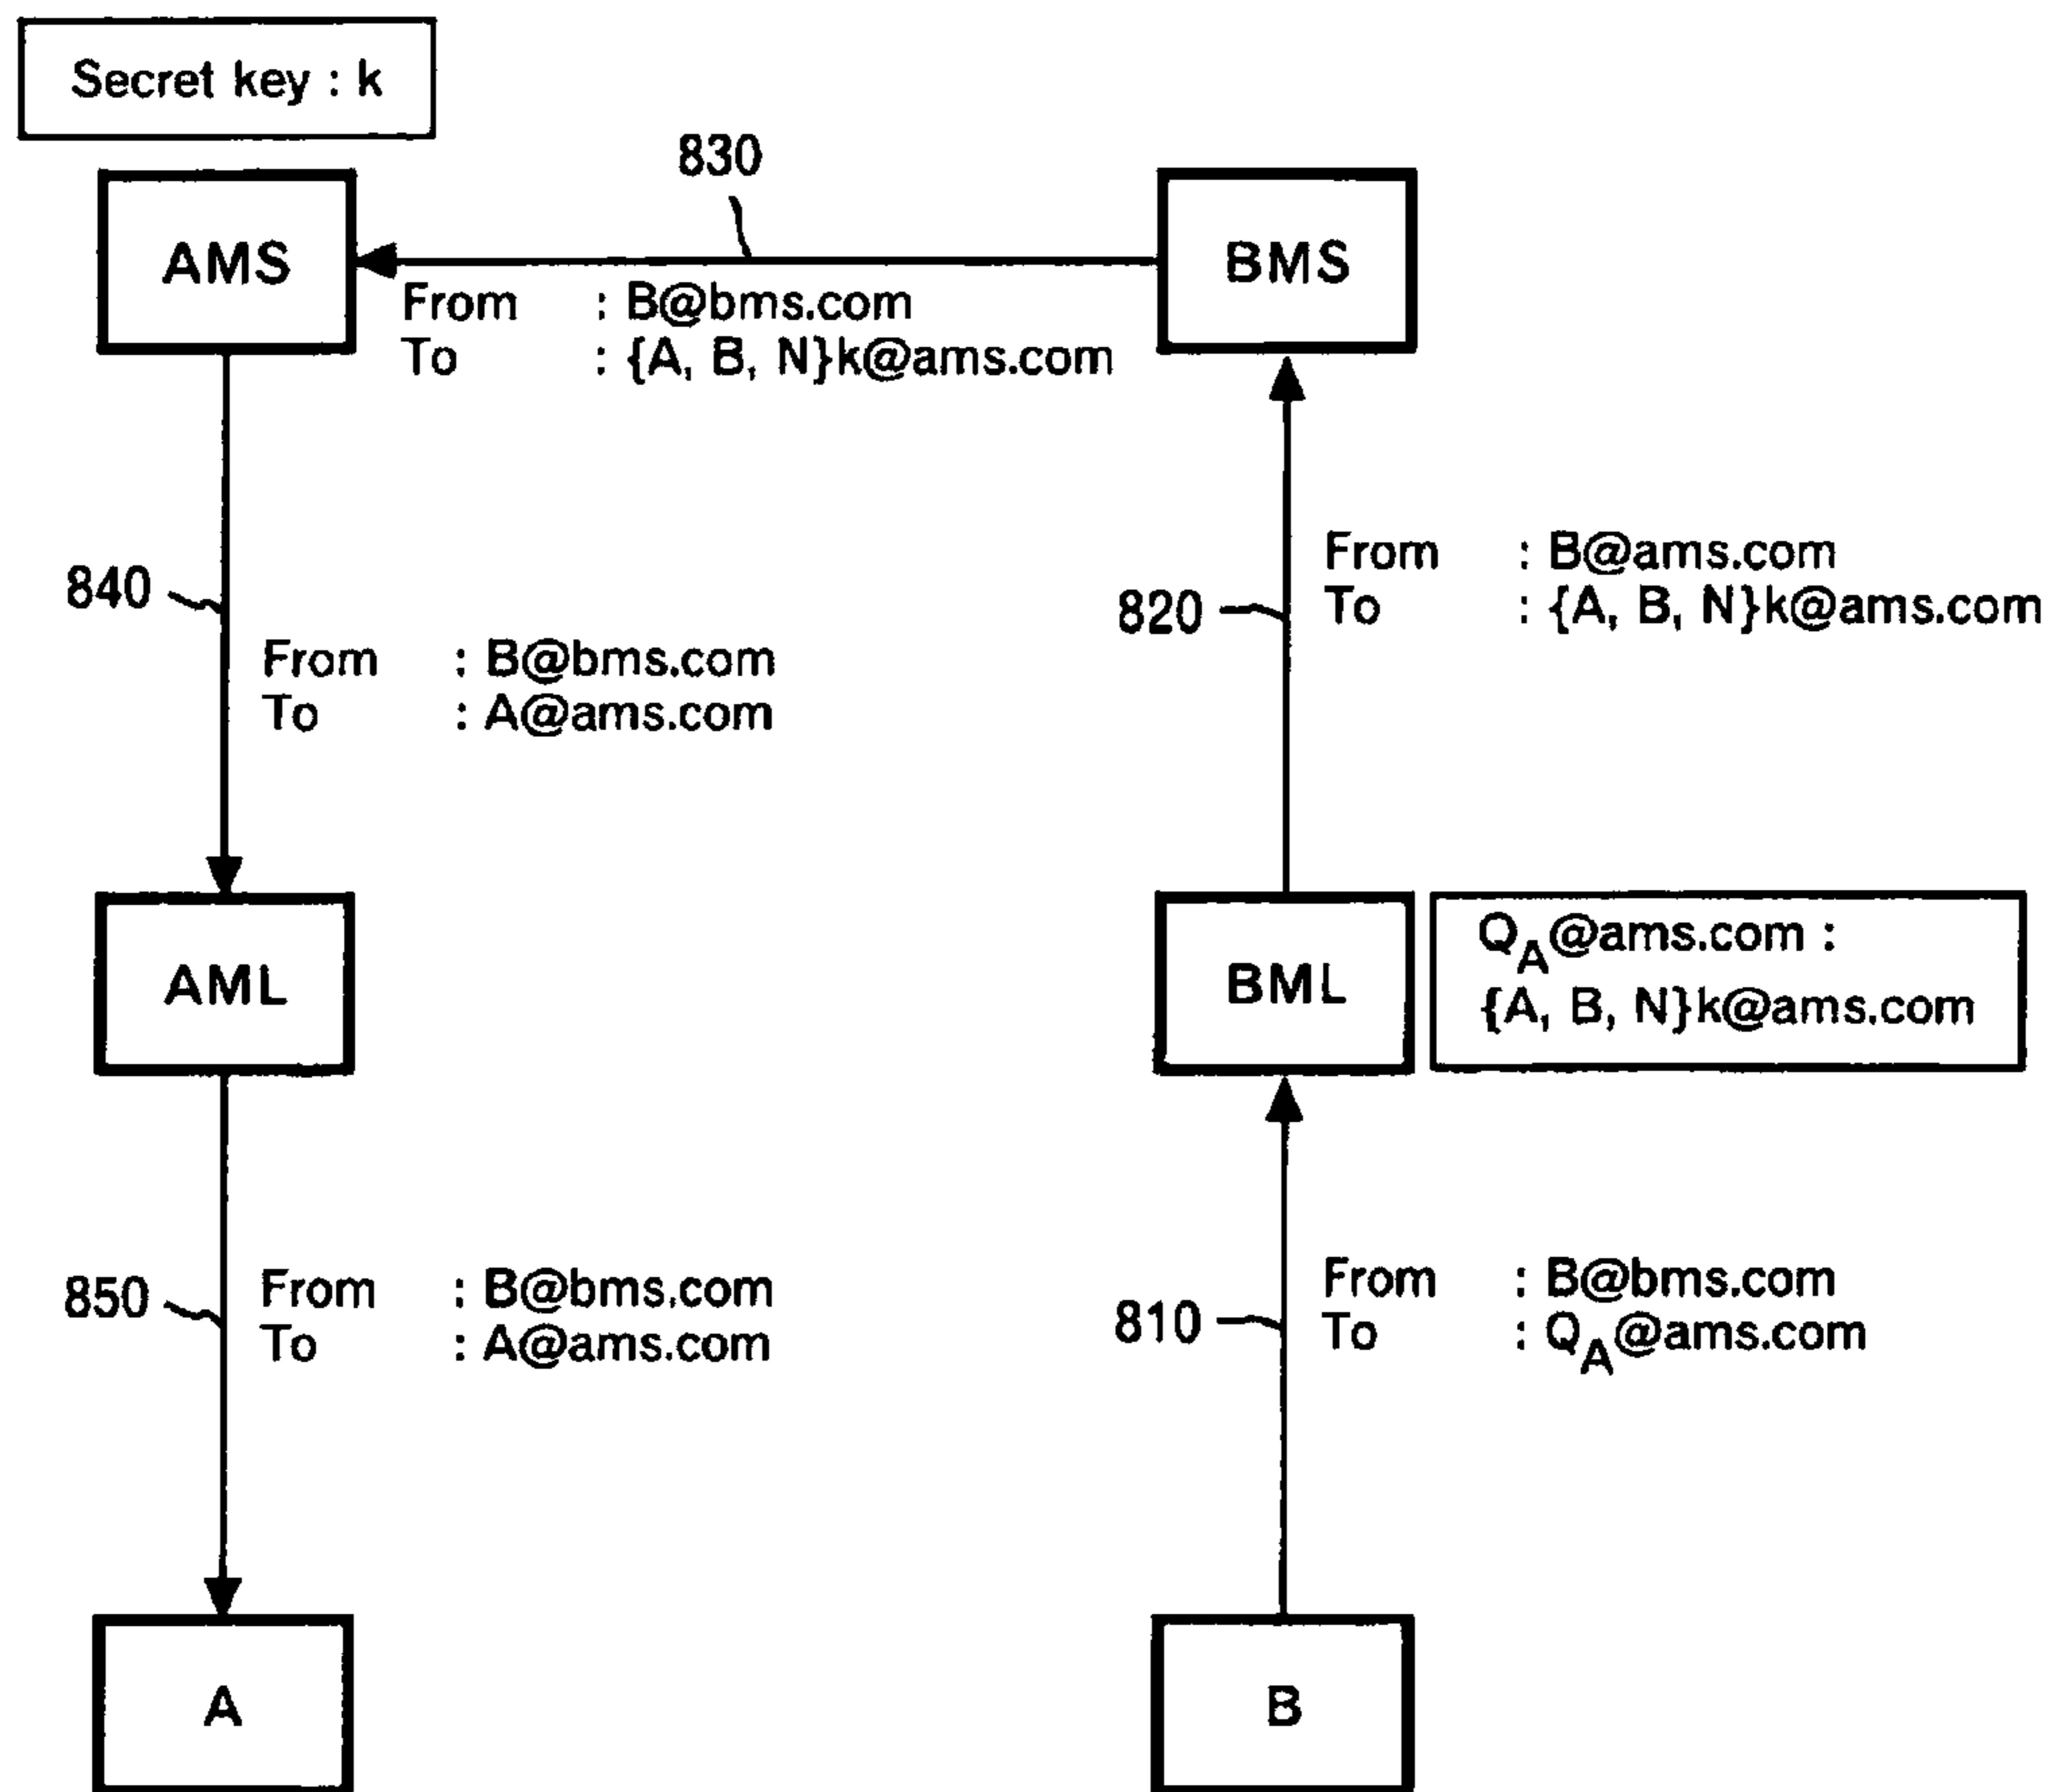 Secret key : k
830
AMS
BMS
From : B@bms.com
To : {A, B, N}k@ams.com
From : B@ams.com
To : {A, B, N}k@ams.com
840
820
From : B@bms.com
To : A@ams.com
AML
BML
Q_A@ams.com :
{A, B, N}k@ams.com
850
From : B@bms.com
To : A@ams.com
810
From : B@bms.com
To : Q_A@ams.com
A
B